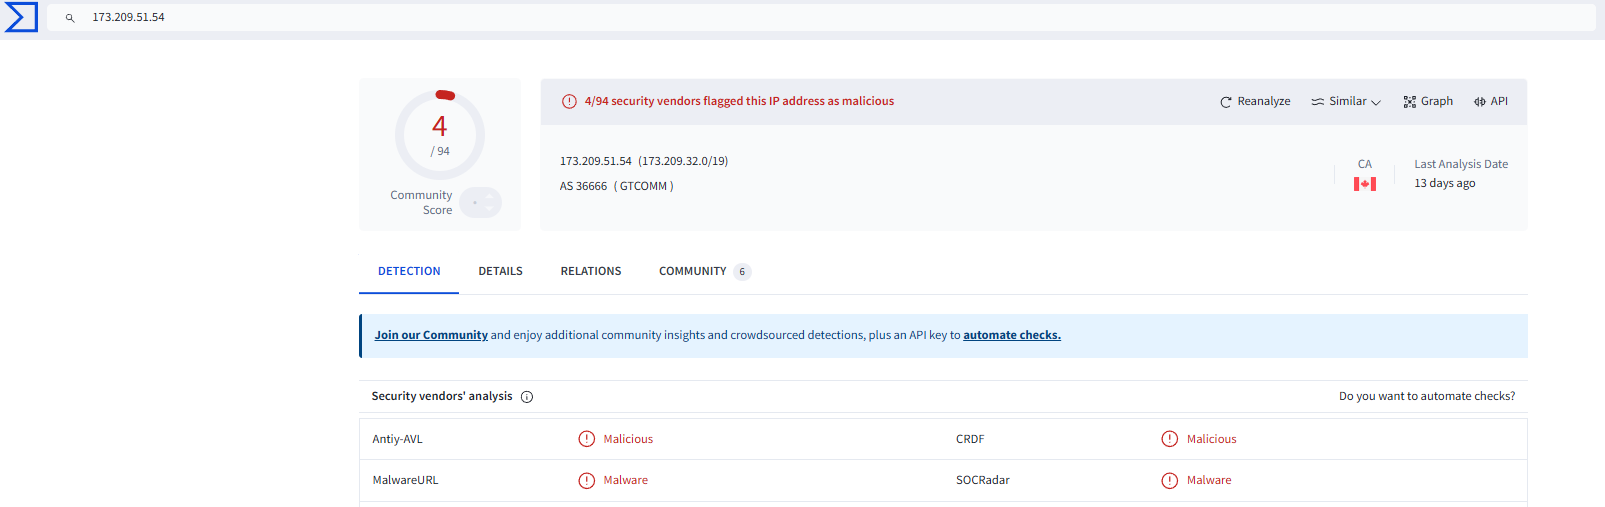 173.209.51.54
4
/ 94
Community
Score
4/94 security vendors flagged this IP address as malicious
Reanalyze
Similar
Graph
API
173.209.51.54 (173.209.32.0/19)
AS 36666 ( GTCOMM )
CA
Last Analysis Date
13 days ago
DETECTION
DETAILS
RELATIONS
COMMUNITY 6
Join our Community and enjoy additional community insights and crowdsourced detections, plus an API key to automate checks.
Security vendors' analysis
Do you want to automate checks?
Antiy-AVL Malicious CRDF Malicious
MalwareURL Malware SOCRadar Malware